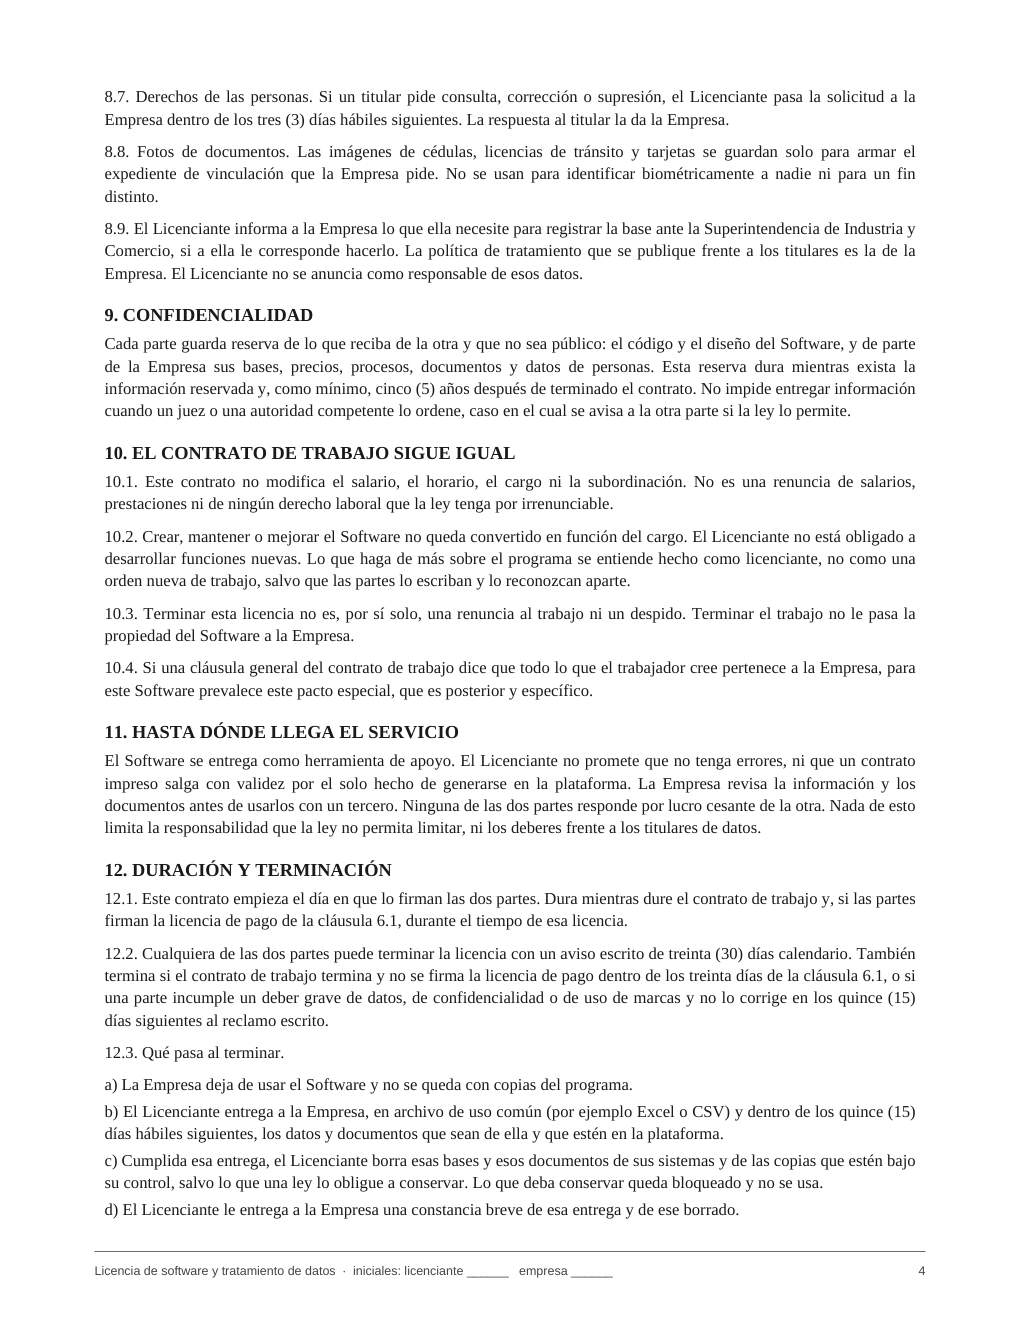 8.7. Derechos de las personas. Si un titular pide consulta, corrección o supresión, el Licenciante pasa la solicitud a la
Empresa dentro de los tres (3) días hábiles siguientes. La respuesta al titular la da la Empresa.
8.8. Fotos de documentos. Las imágenes de cédulas, licencias de tránsito y tarjetas se guardan solo para armar el
expediente de vinculación que la Empresa pide. No se usan para identificar biométricamente a nadie ni para un fin
distinto.
8.9. El Licenciante informa a la Empresa lo que ella necesite para registrar la base ante la Superintendencia de Industria y
Comercio, si a ella le corresponde hacerlo. La política de tratamiento que se publique frente a los titulares es la de la
Empresa. El Licenciante no se anuncia como responsable de esos datos.
9. CONFIDENCIALIDAD
Cada parte guarda reserva de lo que reciba de la otra y que no sea público: el código y el diseño del Software, y de parte
de la Empresa sus bases, precios, procesos, documentos y datos de personas. Esta reserva dura mientras exista la
información reservada y, como mínimo, cinco (5) años después de terminado el contrato. No impide entregar información
cuando un juez o una autoridad competente lo ordene, caso en el cual se avisa a la otra parte si la ley lo permite.
10. EL CONTRATO DE TRABAJO SIGUE IGUAL
10.1. Este contrato no modifica el salario, el horario, el cargo ni la subordinación. No es una renuncia de salarios,
prestaciones ni de ningún derecho laboral que la ley tenga por irrenunciable.
10.2. Crear, mantener o mejorar el Software no queda convertido en función del cargo. El Licenciante no está obligado a
desarrollar funciones nuevas. Lo que haga de más sobre el programa se entiende hecho como licenciante, no como una
orden nueva de trabajo, salvo que las partes lo escriban y lo reconozcan aparte.
10.3. Terminar esta licencia no es, por sí solo, una renuncia al trabajo ni un despido. Terminar el trabajo no le pasa la
propiedad del Software a la Empresa.
10.4. Si una cláusula general del contrato de trabajo dice que todo lo que el trabajador cree pertenece a la Empresa, para
este Software prevalece este pacto especial, que es posterior y específico.
11. HASTA DÓNDE LLEGA EL SERVICIO
El Software se entrega como herramienta de apoyo. El Licenciante no promete que no tenga errores, ni que un contrato
impreso salga con validez por el solo hecho de generarse en la plataforma. La Empresa revisa la información y los
documentos antes de usarlos con un tercero. Ninguna de las dos partes responde por lucro cesante de la otra. Nada de esto
limita la responsabilidad que la ley no permita limitar, ni los deberes frente a los titulares de datos.
12. DURACIÓN Y TERMINACIÓN
12.1. Este contrato empieza el día en que lo firman las dos partes. Dura mientras dure el contrato de trabajo y, si las partes
firman la licencia de pago de la cláusula 6.1, durante el tiempo de esa licencia.
12.2. Cualquiera de las dos partes puede terminar la licencia con un aviso escrito de treinta (30) días calendario. También
termina si el contrato de trabajo termina y no se firma la licencia de pago dentro de los treinta días de la cláusula 6.1, o si
una parte incumple un deber grave de datos, de confidencialidad o de uso de marcas y no lo corrige en los quince (15)
días siguientes al reclamo escrito.
12.3. Qué pasa al terminar.
a) La Empresa deja de usar el Software y no se queda con copias del programa.
b) El Licenciante entrega a la Empresa, en archivo de uso común (por ejemplo Excel o CSV) y dentro de los quince (15)
días hábiles siguientes, los datos y documentos que sean de ella y que estén en la plataforma.
c) Cumplida esa entrega, el Licenciante borra esas bases y esos documentos de sus sistemas y de las copias que estén bajo
su control, salvo lo que una ley lo obligue a conservar. Lo que deba conservar queda bloqueado y no se usa.
d) El Licenciante le entrega a la Empresa una constancia breve de esa entrega y de ese borrado.
Licencia de software y tratamiento de datos · iniciales: licenciante ______ empresa ______ 4